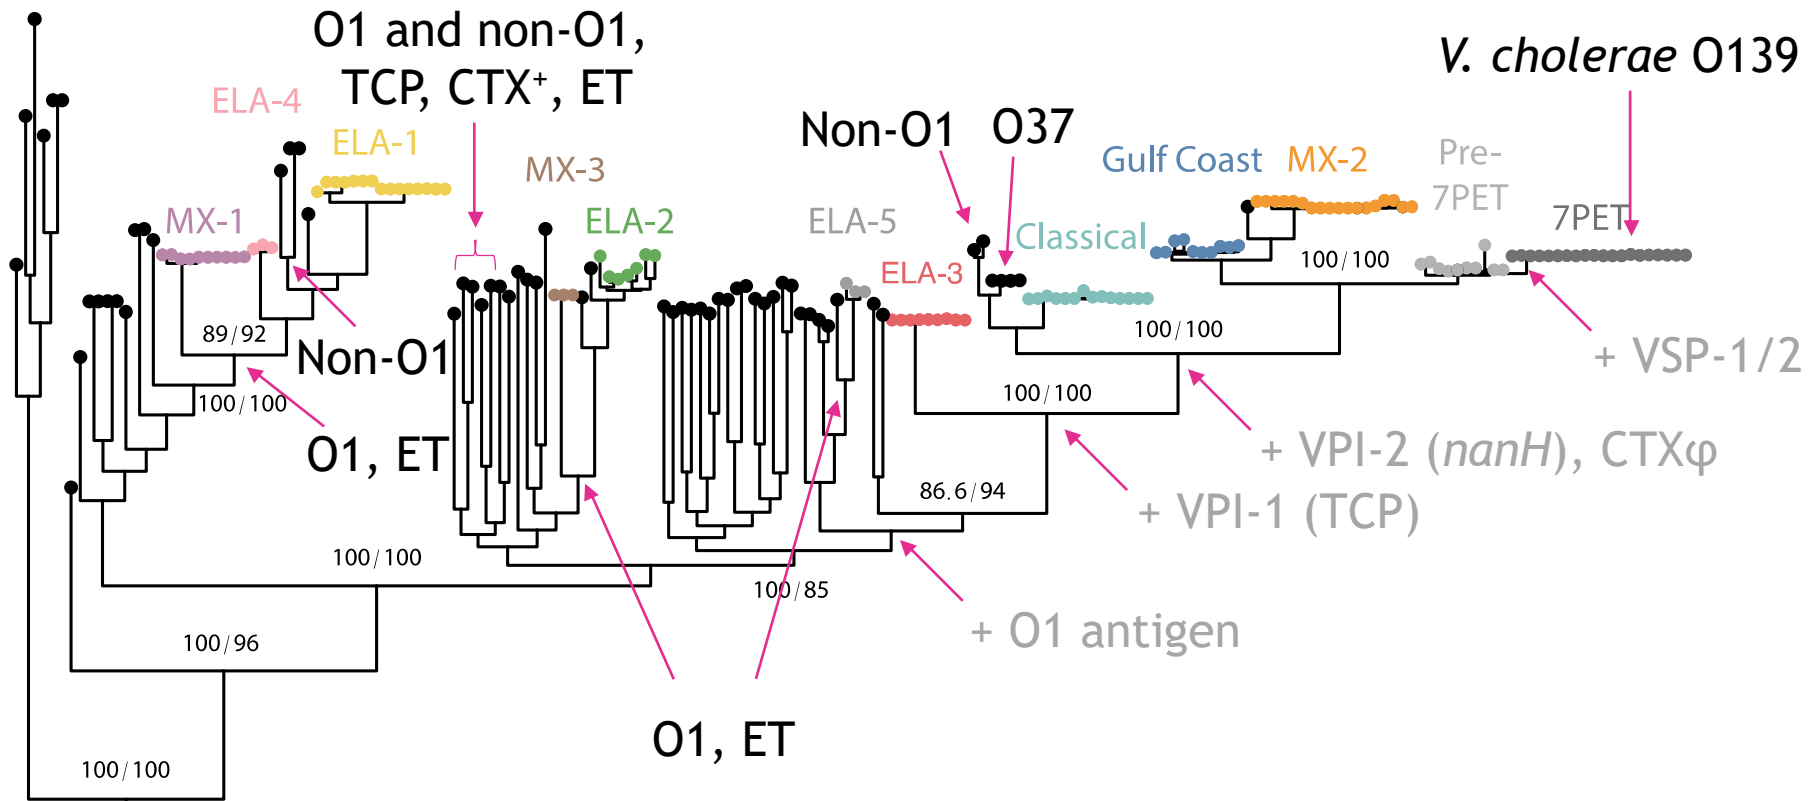 O1 and non-O1,
TCP, CTX⁺, ET
V. cholerae O139
ELA-4
ELA-1
Non-O1
O37
MX-3
Gulf Coast
MX-2
Pre-
7PET
MX-1
ELA-2
ELA-5
Classical
7PET
ELA-3
100/100
89/92
Non-O1
100/100
+ VSP-1/2
100/100
100/100
O1, ET
+ VPI-2 (nanH), CTXφ
86.6/94
+ VPI-1 (TCP)
100/100
100/85
+ O1 antigen
100/96
O1, ET
100/100